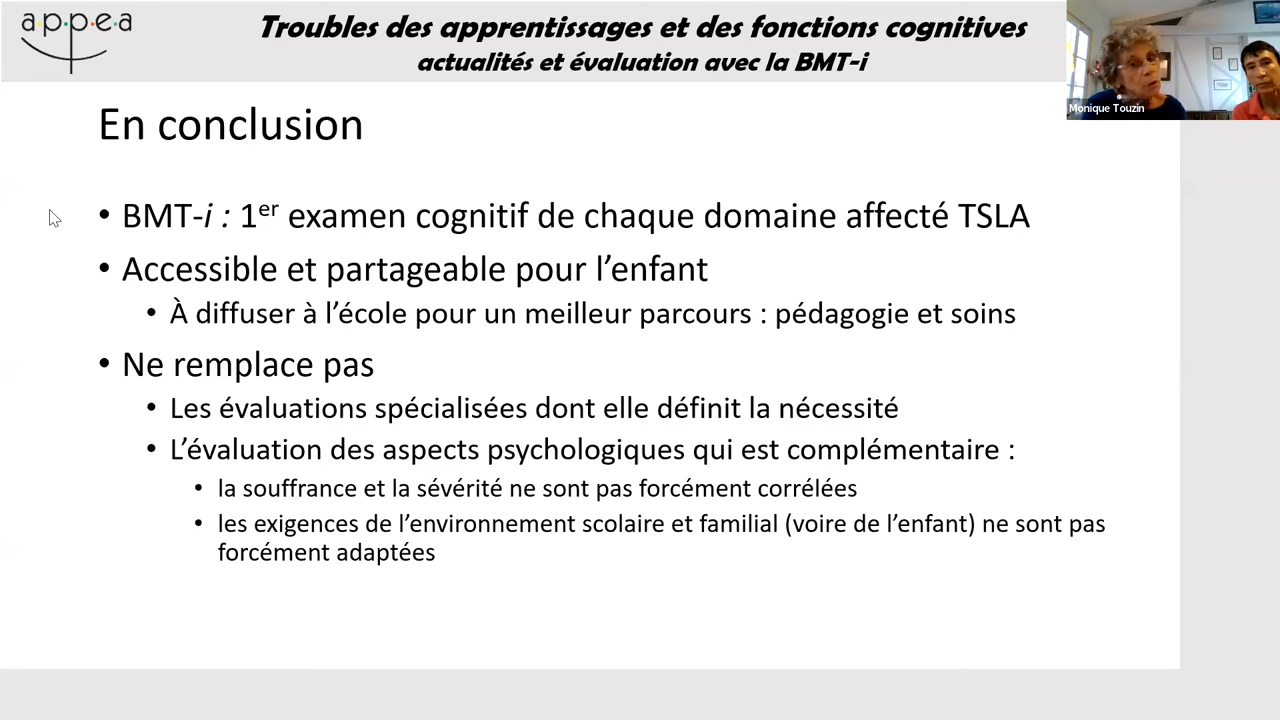 a·p·p·e·a
Troubles des apprentissages et des fonctions cognitives
actualités et évaluation avec la BMT-i
Monique Touzin
En conclusion
• BMT-i : 1er examen cognitif de chaque domaine affecté TSLA
• Accessible et partageable pour l’enfant
• À diffuser à l’école pour un meilleur parcours : pédagogie et soins
• Ne remplace pas
• Les évaluations spécialisées dont elle définit la nécessité
• L’évaluation des aspects psychologiques qui est complémentaire :
• la souffrance et la sévérité ne sont pas forcément corrélées
• les exigences de l’environnement scolaire et familial (voire de l’enfant) ne sont pas
forcément adaptées